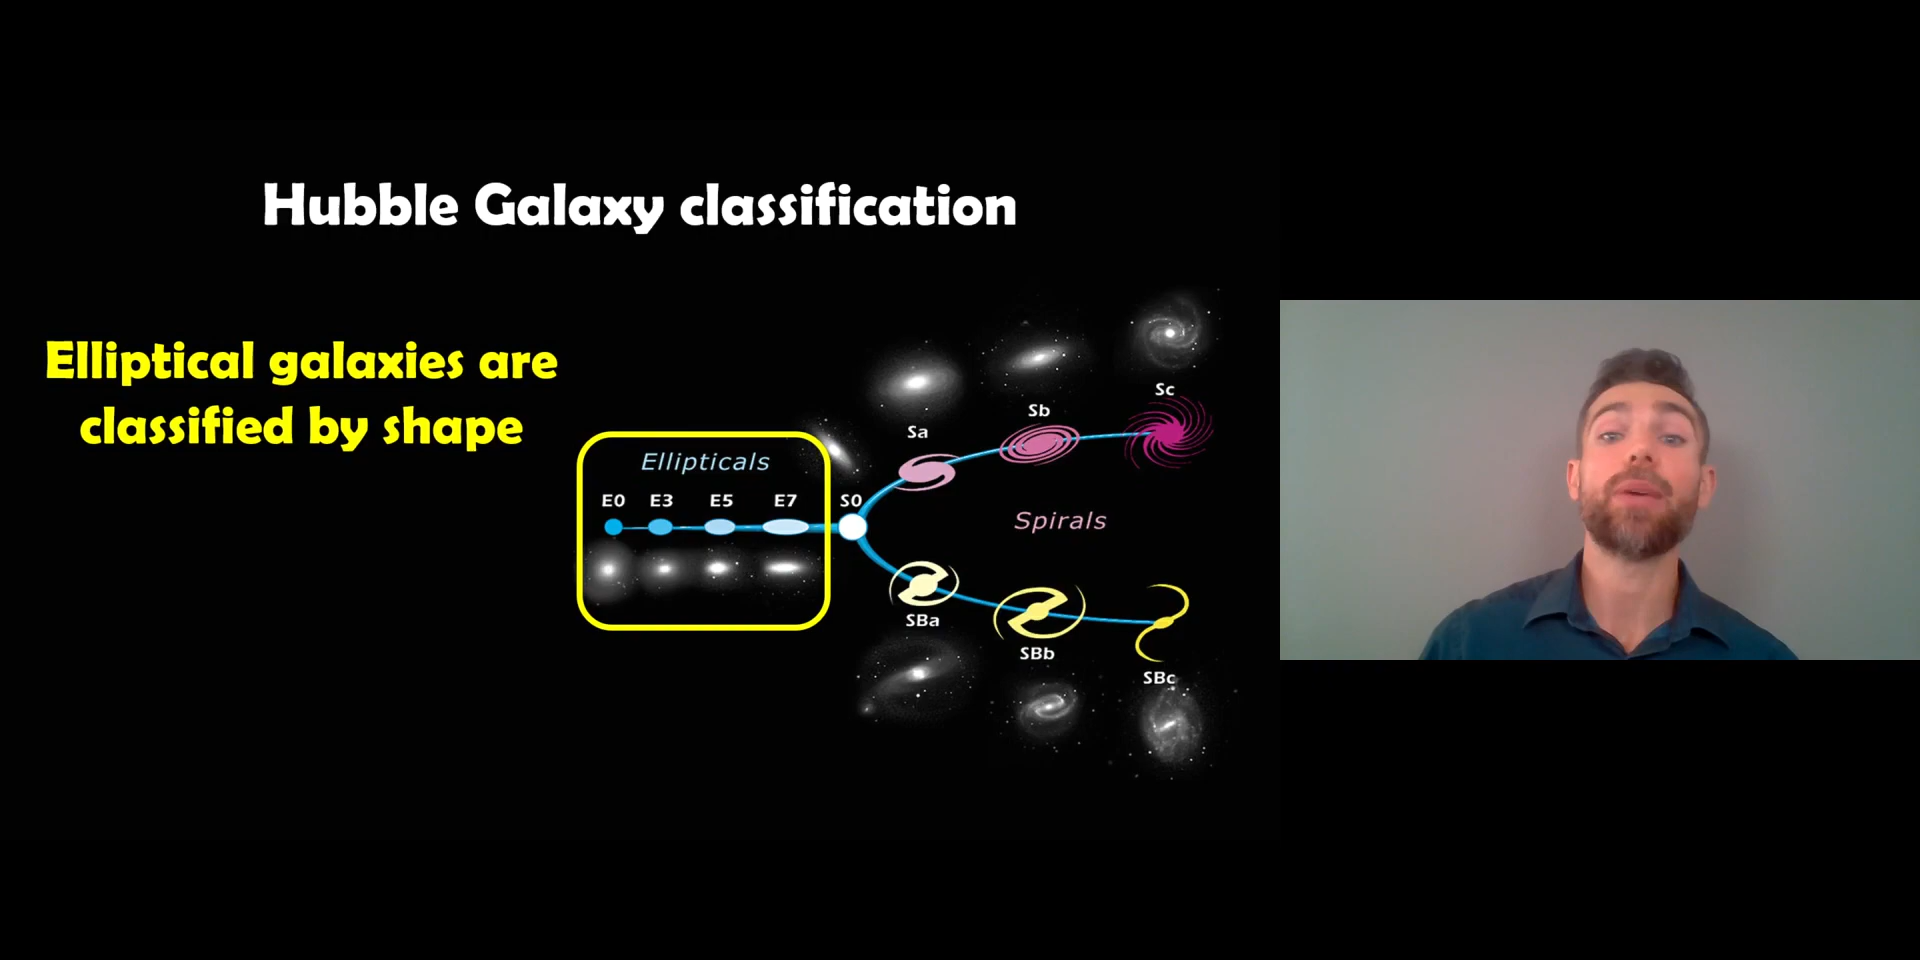 Hubble Galaxy classification
Elliptical galaxies are
classified by shape
Ellipticals
E0 E3 E5 E7 S0
Sa
Sb
Sc
Spirals
SBa
SBb
SBc